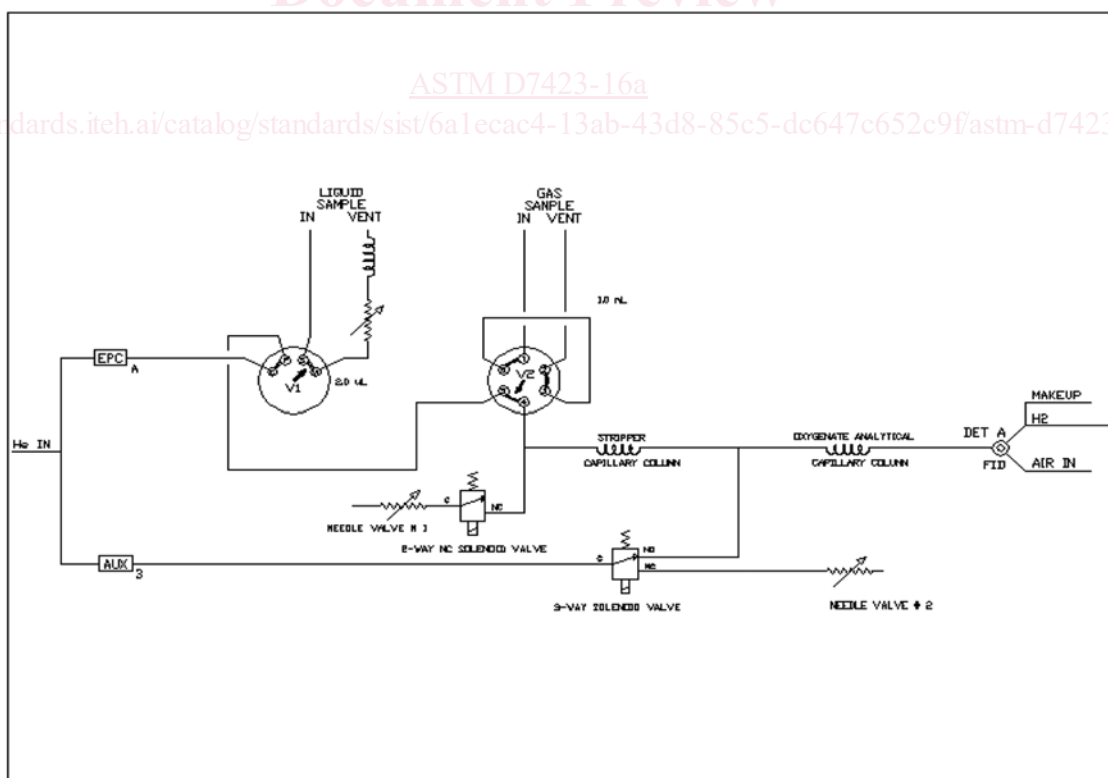 Document Preview
ASTM D7423-16a
ndards.iteh.ai/catalog/standards/sist/6a1ecac4-13ab-43d8-85c5-dc647c652c9f/astm-d7423
LIQUID
SAMPLE
IN VENT
GAS
SANPLE
IN VENT
1.0 mL
EPC
A
V1
2.0 uL
V2
He IN
STRIPPER
CAPILLARY COLUMN
OXYGENATE ANALYTICAL
CAPILLARY COLUMN
DET A
FID
MAKEUP
H2
AIR IN
C
NC
NEEDLE VALVE
2-WAY NC SOLENOID VALVE
AUX
3
C
NO
NC
3-WAY SOLENOID VALVE
NEEDLE VALVE # 2